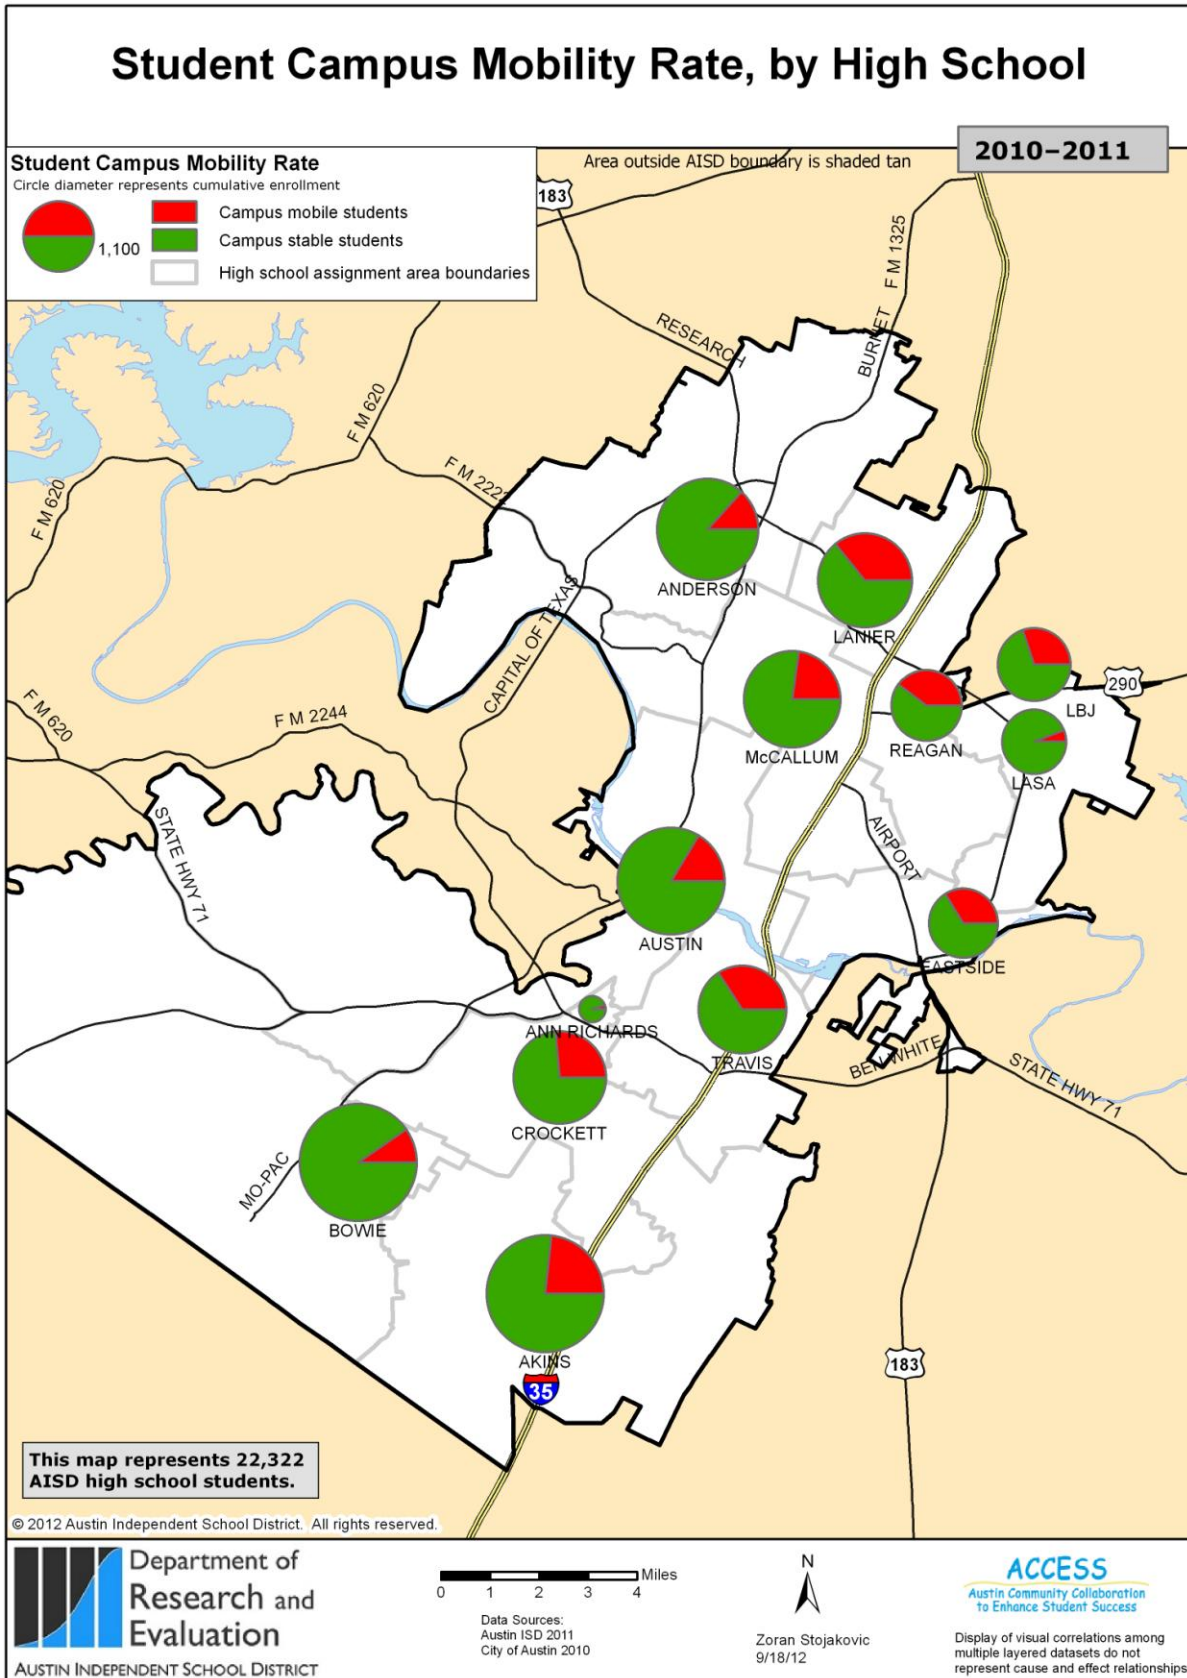 Student Campus Mobility Rate, by High School
2010–2011
Student Campus Mobility Rate
Circle diameter represents cumulative enrollment
1,100
Campus mobile students
Campus stable students
High school assignment area boundaries
Area outside AISD boundary is shaded tan
183
F M 1325
RESEARCH
BURNET
F M 620
F M 620
F M 2222
ANDERSON
LANIER
CAPITAL OF TEXAS
290
LBJ
REAGAN
McCALLUM
LASA
F M 620
F M 2244
STATE HWY 71
AIRPORT
AUSTIN
EASTSIDE
ANN RICHARDS
TRAVIS
BEN WHITE
STATE HWY 71
CROCKETT
MO-PAC
BOWIE
AKINS
35
183
This map represents 22,322
AISD high school students.
© 2012 Austin Independent School District. All rights reserved.
Department of
Research and
Evaluation
AUSTIN INDEPENDENT SCHOOL DISTRICT
0 1 2 3 4 Miles
Data Sources:
Austin ISD 2011
City of Austin 2010
N
Zoran Stojakovic
9/18/12
ACCESS
Austin Community Collaboration
to Enhance Student Success
Display of visual correlations among
multiple layered datasets do not
represent cause and effect relationships